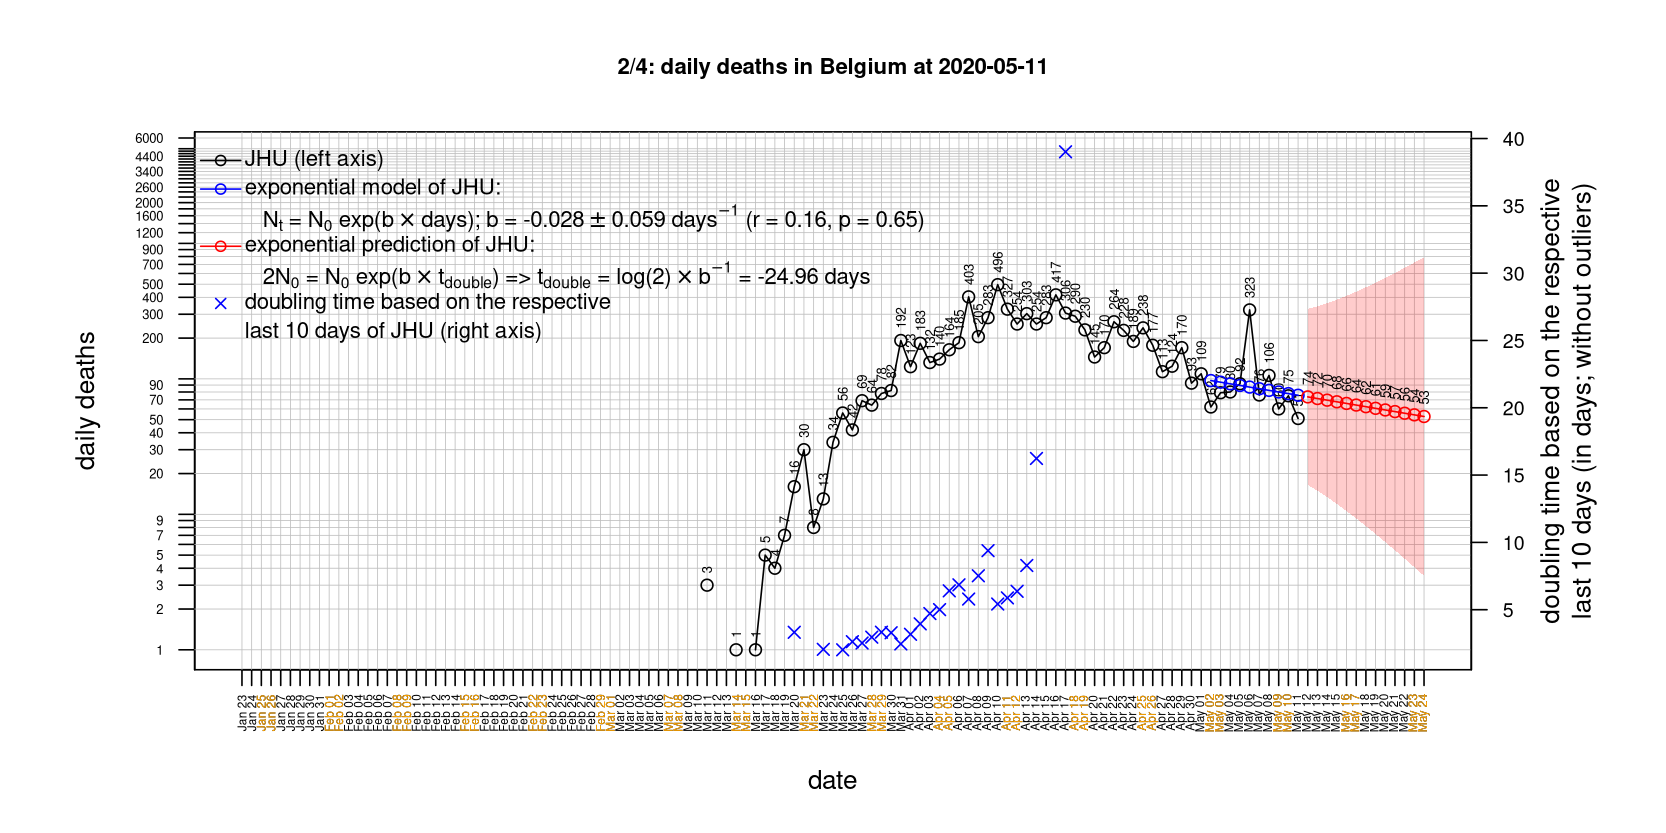 2/4: daily deaths in Belgium at 2020-05-11
JHU (left axis)
exponential model of JHU:
Nt = N0 exp(b × days); b = -0.028 ± 0.059 days−1 (r = 0.16, p = 0.65)
exponential prediction of JHU:
2N0 = N0 exp(b × tdouble) => tdouble = log(2) × b−1 = -24.96 days
doubling time based on the respective
last 10 days of JHU (right axis)
daily deaths
6000
4400
3400
2600
2000
1600
1200
900
700
500
400
300
200
90
70
50
40
30
20
9
7
5
4
3
2
1
3
1
1
5
4
7
16
30
8
13
34
56
42
69
64
78
82
192
123
183
132
140
164
185
403
205
283
496
327
254
303
254
283
417
306
290
230
145
170
264
228
189
238
177
113
124
170
93
109
80
92
323
76
106
60
75
74
72
70
68
66
64
62
61
59
57
56
54
53
40
35
30
25
20
15
10
5
doubling time based on the respective
last 10 days (in days; without outliers)
Jan 23
Jan 24
Jan 25
Jan 26
Jan 27
Jan 28
Jan 29
Jan 30
Jan 31
Feb 01
Feb 02
Feb 03
Feb 04
Feb 05
Feb 06
Feb 07
Feb 08
Feb 09
Feb 10
Feb 11
Feb 12
Feb 13
Feb 14
Feb 15
Feb 16
Feb 17
Feb 18
Feb 19
Feb 20
Feb 21
Feb 22
Feb 23
Feb 24
Feb 25
Feb 26
Feb 27
Feb 28
Feb 29
Mar 01
Mar 02
Mar 03
Mar 04
Mar 05
Mar 06
Mar 07
Mar 08
Mar 09
Mar 10
Mar 11
Mar 12
Mar 13
Mar 14
Mar 15
Mar 16
Mar 17
Mar 18
Mar 19
Mar 20
Mar 21
Mar 22
Mar 23
Mar 24
Mar 25
Mar 26
Mar 27
Mar 28
Mar 29
Mar 30
Mar 31
Apr 01
Apr 02
Apr 03
Apr 04
Apr 05
Apr 06
Apr 07
Apr 08
Apr 09
Apr 10
Apr 11
Apr 12
Apr 13
Apr 14
Apr 15
Apr 16
Apr 17
Apr 18
Apr 19
Apr 20
Apr 21
Apr 22
Apr 23
Apr 24
Apr 25
Apr 26
Apr 27
Apr 28
Apr 29
Apr 30
May 01
May 02
May 03
May 04
May 05
May 06
May 07
May 08
May 09
May 10
May 11
May 12
May 13
May 14
May 15
May 16
May 17
May 18
May 19
May 20
May 21
May 22
May 23
May 24
date